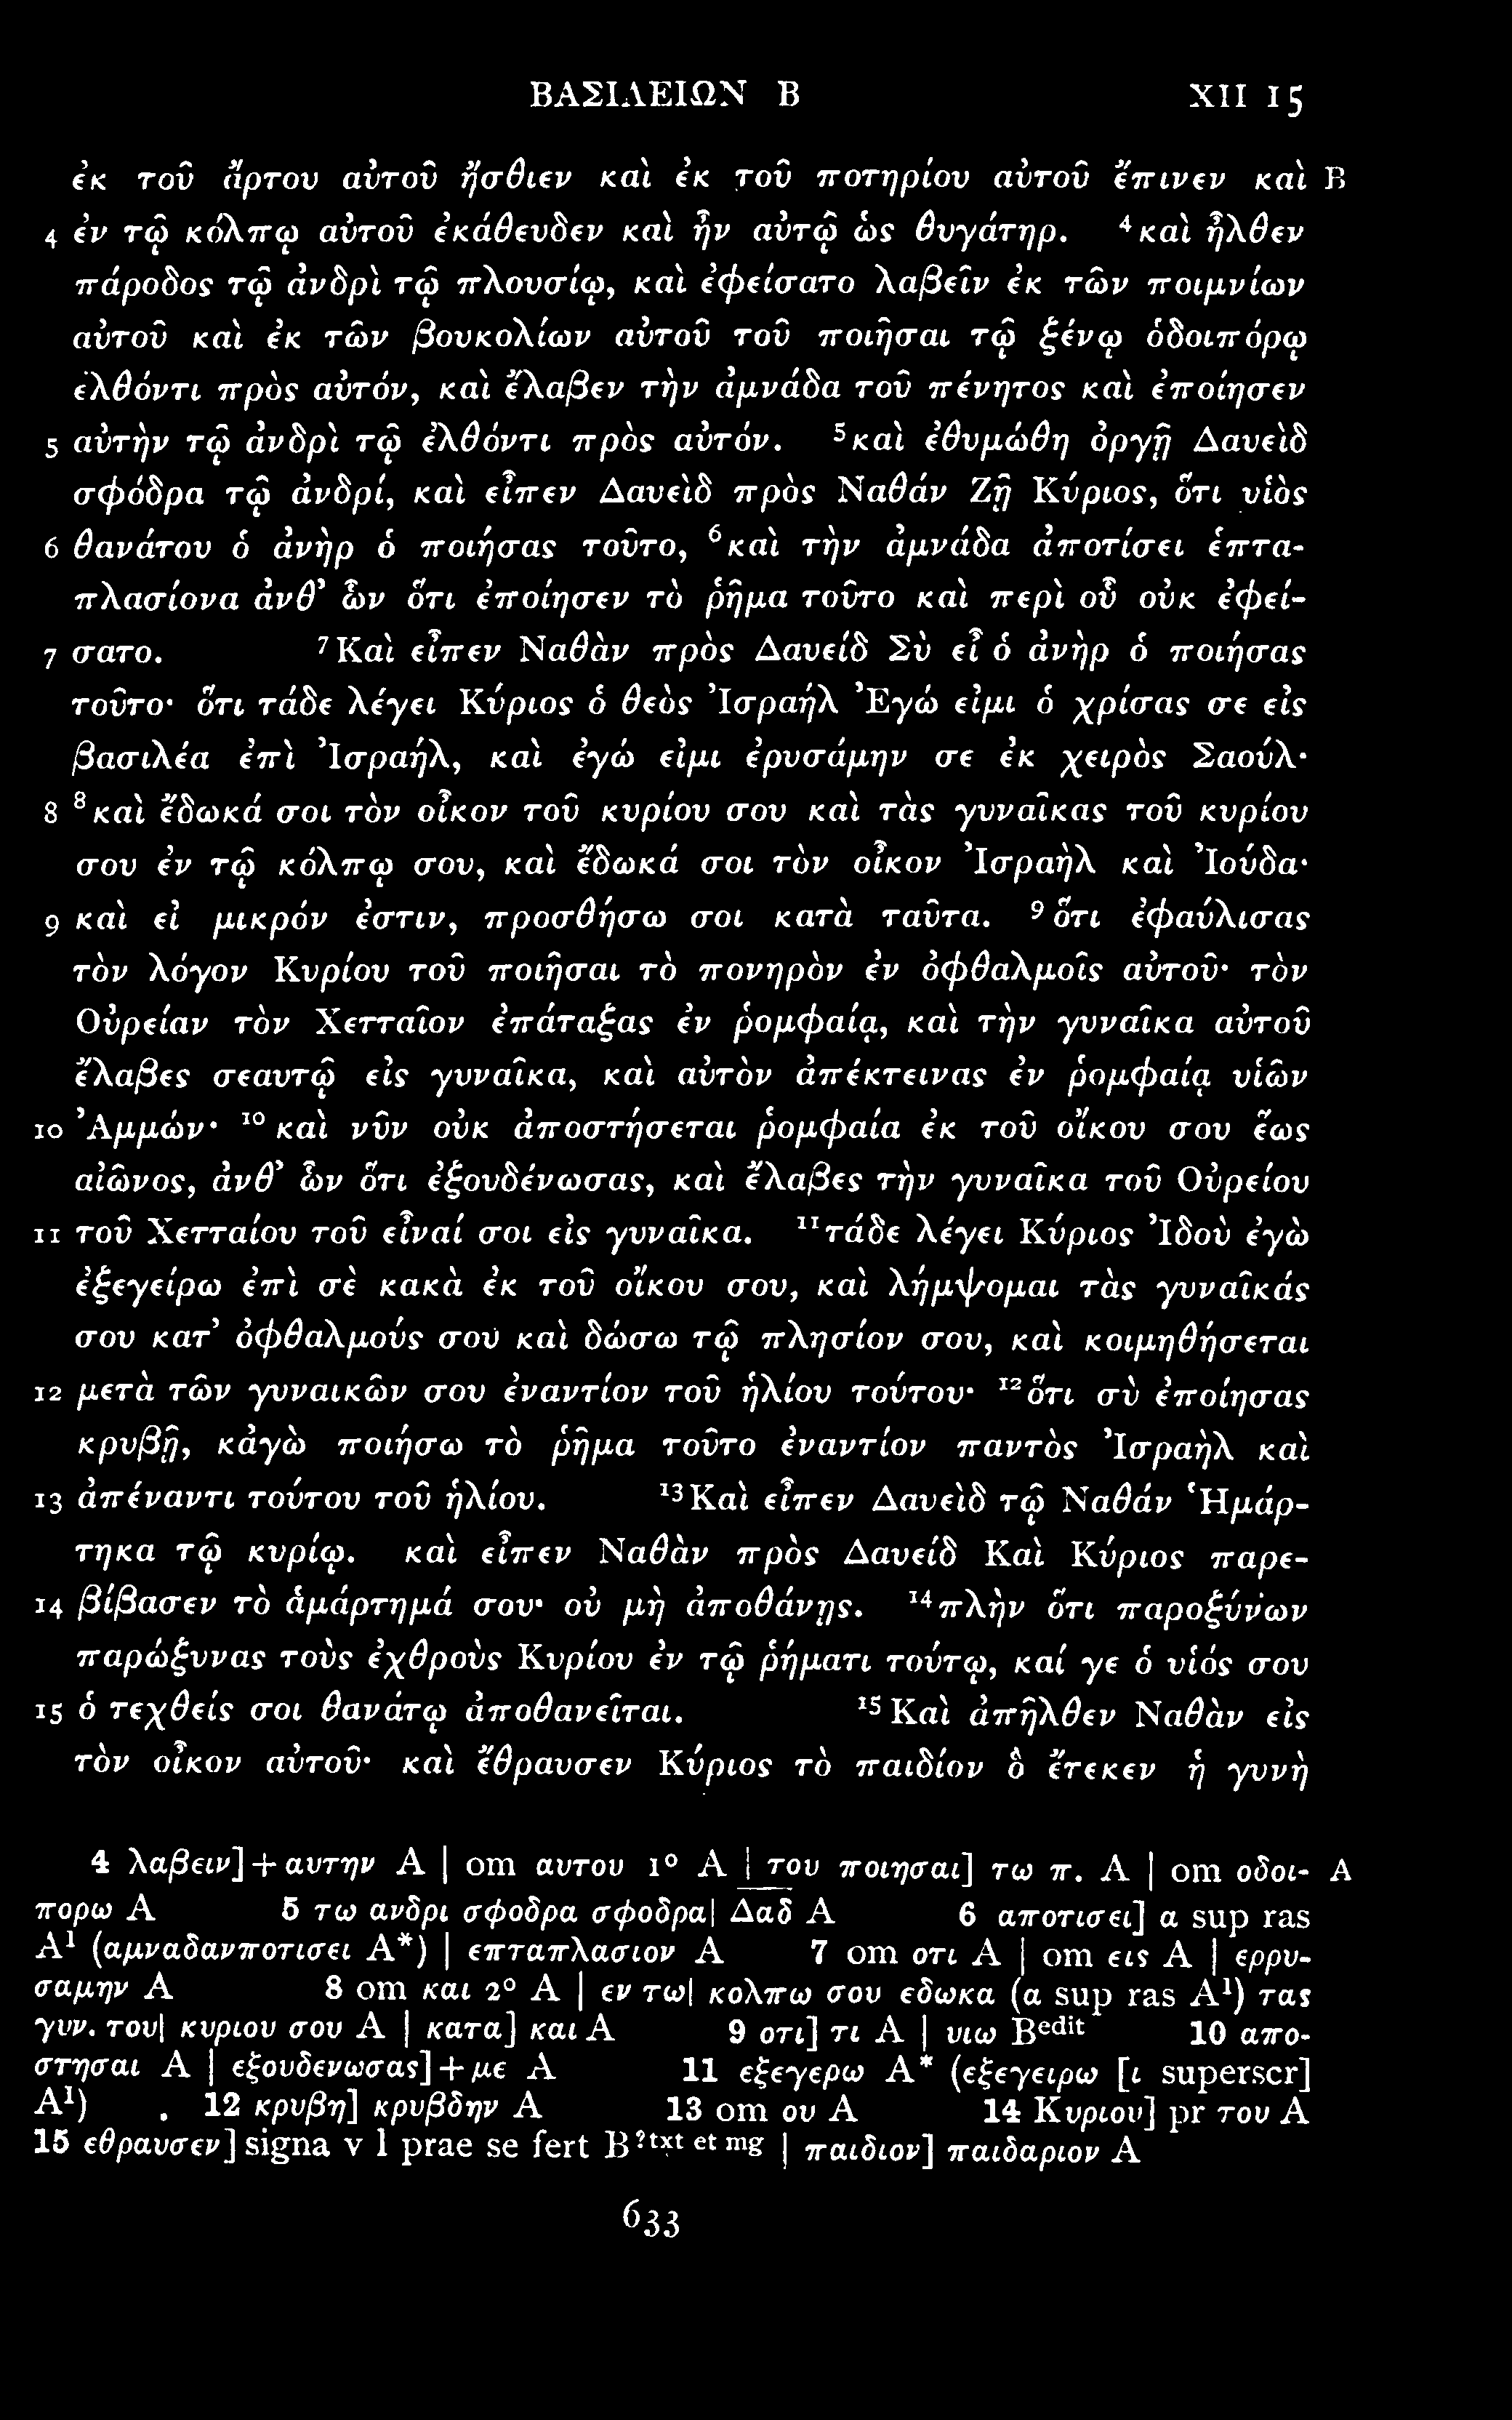 ΒΑΣΙΛΕΙΩΝ Β XII 15
ἐκ τοῦ ἄρτου αὐτοῦ ἤσθιεν καὶ ἐκ τοῦ ποτηρίου αὐτοῦ ἔπινεν καὶ B
4 ἐν τῷ κόλπῳ αὐτοῦ ἐκάθευδεν καὶ ἦν αὐτῷ ὡς θυγάτηρ. ⁴καὶ ἦλθεν
πάροδος τῷ ἀνδρὶ τῷ πλουσίῳ, καὶ ἐφείσατο λαβεῖν ἐκ τῶν ποιμνίων
αὐτοῦ καὶ ἐκ τῶν βουκολίων αὐτοῦ τοῦ ποιῆσαι τῷ ξένῳ ὁδοιπόρῳ
ἐλθόντι πρὸς αὐτόν, καὶ ἔλαβεν τὴν ἀμνάδα τοῦ πένητος καὶ ἐποίησεν
5 αὐτὴν τῷ ἀνδρὶ τῷ ἐλθόντι πρὸς αὐτόν. ⁵καὶ ἐθυμώθη ὀργῇ Δαυεὶδ
σφόδρα τῷ ἀνδρί, καὶ εἶπεν Δαυεὶδ πρὸς Ναθάν Ζῇ Κύριος, ὅτι υἱὸς
6 θανάτου ὁ ἀνὴρ ὁ ποιήσας τοῦτο, ⁶καὶ τὴν ἀμνάδα ἀποτίσει ἑπτα-
πλασίονα ἀνθ’ ὧν ὅτι ἐποίησεν τὸ ῥῆμα τοῦτο καὶ περὶ οὗ οὐκ ἐφεί-
7 σατο. ⁷Καὶ εἶπεν Ναθὰν πρὸς Δαυείδ Σὺ εἶ ὁ ἀνὴρ ὁ ποιήσας
τοῦτο· ὅτι τάδε λέγει Κύριος ὁ θεὸς Ἰσραήλ Ἐγώ εἰμι ὁ χρίσας σε εἰς
βασιλέα ἐπὶ Ἰσραήλ, καὶ ἐγώ εἰμι ἐρυσάμην σε ἐκ χειρὸς Σαούλ·
8 ⁸καὶ ἔδωκά σοι τὸν οἶκον τοῦ κυρίου σου καὶ τὰς γυναῖκας τοῦ κυρίου
σου ἐν τῷ κόλπῳ σου, καὶ ἔδωκά σοι τὸν οἶκον Ἰσραὴλ καὶ Ἰούδα·
9 καὶ εἰ μικρόν ἐστιν, προσθήσω σοι κατὰ ταῦτα. ⁹ὅτι ἐφαύλισας
τὸν λόγον Κυρίου τοῦ ποιῆσαι τὸ πονηρὸν ἐν ὀφθαλμοῖς αὐτοῦ· τὸν
Οὐρείαν τὸν Χετταῖον ἐπάταξας ἐν ῥομφαίᾳ, καὶ τὴν γυναῖκα αὐτοῦ
ἔλαβες σεαυτῷ εἰς γυναῖκα, καὶ αὐτὸν ἀπέκτεινας ἐν ῥομφαίᾳ υἱῶν
10 Ἀμμών· ¹⁰καὶ νῦν οὐκ ἀποστήσεται ῥομφαία ἐκ τοῦ οἴκου σου ἕως
αἰῶνος, ἀνθ’ ὧν ὅτι ἐξουδένωσας, καὶ ἔλαβες τὴν γυναῖκα τοῦ Οὐρείου
11 τοῦ Χετταίου τοῦ εἶναί σοι εἰς γυναῖκα. ¹¹τάδε λέγει Κύριος Ἰδοὺ ἐγὼ
ἐξεγείρω ἐπὶ σὲ κακὰ ἐκ τοῦ οἴκου σου, καὶ λήμψομαι τὰς γυναῖκάς
σου κατ’ ὀφθαλμούς σου καὶ δώσω τῷ πλησίον σου, καὶ κοιμηθήσεται
12 μετὰ τῶν γυναικῶν σου ἐναντίον τοῦ ἡλίου τούτου· ¹²ὅτι σὺ ἐποίησας
κρυβῇ, κἀγὼ ποιήσω τὸ ῥῆμα τοῦτο ἐναντίον παντὸς Ἰσραὴλ καὶ
13 ἀπέναντι τούτου τοῦ ἡλίου. ¹³Καὶ εἶπεν Δαυεὶδ τῷ Ναθάν Ἡμάρ-
τηκα τῷ κυρίῳ. καὶ εἶπεν Ναθὰν πρὸς Δαυείδ Καὶ Κύριος παρε-
14 βίβασεν τὸ ἁμάρτημά σου· οὐ μὴ ἀποθάνῃς. ¹⁴πλὴν ὅτι παροξύνων
παρώξυνας τοὺς ἐχθροὺς Κυρίου ἐν τῷ ῥήματι τούτῳ, καί γε ὁ υἱός σου
15 ὁ τεχθείς σοι θανάτῳ ἀποθανεῖται. ¹⁵Καὶ ἀπῆλθεν Ναθὰν εἰς
τὸν οἶκον αὐτοῦ· καὶ ἔθραυσεν Κύριος τὸ παιδίον ὃ ἔτεκεν ἡ γυνὴ
4 λαβειν]+αυτην A | om αυτου 1° A | του ποιησαι] τω π. A | om οδοι- A
πορω A 5 τω ανδρι σφοδρα σφοδρα| Δαδ A 6 αποτισει] α sup ras
A¹ (αμναδανποτισει A*) | επταπλασιον A 7 om οτι A | om εις A | ερρυ-
σαμην A 8 om και 2° A | εν τω| κολπω σου εδωκα (α sup ras A¹) τας
γυν. του| κυριου σου A | κατα] και A 9 οτι] τι A | υιω Bᵉᵈⁱᵗ 10 απο-
στησαι A | εξουδενωσας]+με A 11 εξεγερω A* (εξεγειρω [ι superscr]
A¹) . 12 κρυβη] κρυβδην A 13 om ου A 14 Κυριου] pr του A
15 εθραυσεν] signa v l prae se fert B?ᵗˣᵗ ᵉᵗ ᵐᵍ | παιδιον] παιδαριον A
633